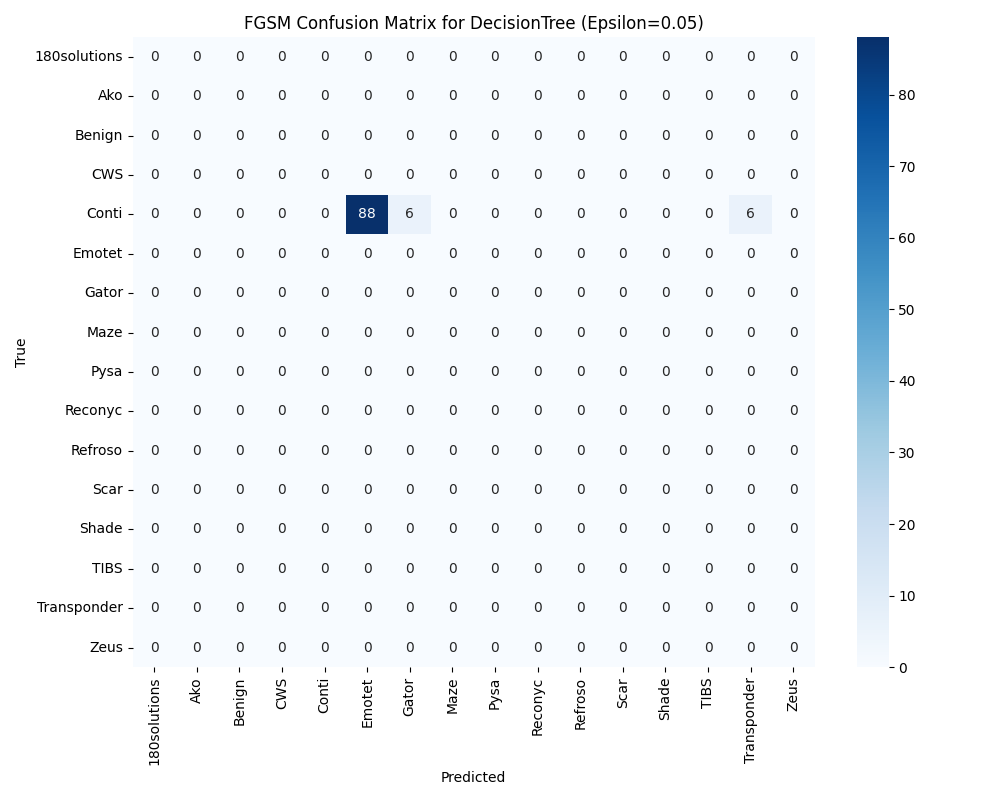 FGSM Confusion Matrix for DecisionTree (Epsilon=0.05)
180solutions 0 0 0 0 0 0 0 0 0 0 0 0 0 0 0 0
Ako 0 0 0 0 0 0 0 0 0 0 0 0 0 0 0 0
Benign 0 0 0 0 0 0 0 0 0 0 0 0 0 0 0 0
CWS 0 0 0 0 0 0 0 0 0 0 0 0 0 0 0 0
Conti 0 0 0 0 0 88 6 0 0 0 0 0 0 0 6 0
Emotet 0 0 0 0 0 0 0 0 0 0 0 0 0 0 0 0
Gator 0 0 0 0 0 0 0 0 0 0 0 0 0 0 0 0
Maze 0 0 0 0 0 0 0 0 0 0 0 0 0 0 0 0
Pysa 0 0 0 0 0 0 0 0 0 0 0 0 0 0 0 0
Reconyc 0 0 0 0 0 0 0 0 0 0 0 0 0 0 0 0
Refroso 0 0 0 0 0 0 0 0 0 0 0 0 0 0 0 0
Scar 0 0 0 0 0 0 0 0 0 0 0 0 0 0 0 0
Shade 0 0 0 0 0 0 0 0 0 0 0 0 0 0 0 0
TIBS 0 0 0 0 0 0 0 0 0 0 0 0 0 0 0 0
Transponder 0 0 0 0 0 0 0 0 0 0 0 0 0 0 0 0
Zeus 0 0 0 0 0 0 0 0 0 0 0 0 0 0 0 0
True
180solutions Ako Benign CWS Conti Emotet Gator Maze Pysa Reconyc Refroso Scar Shade TIBS Transponder Zeus
Predicted
80
70
60
50
40
30
20
10
0